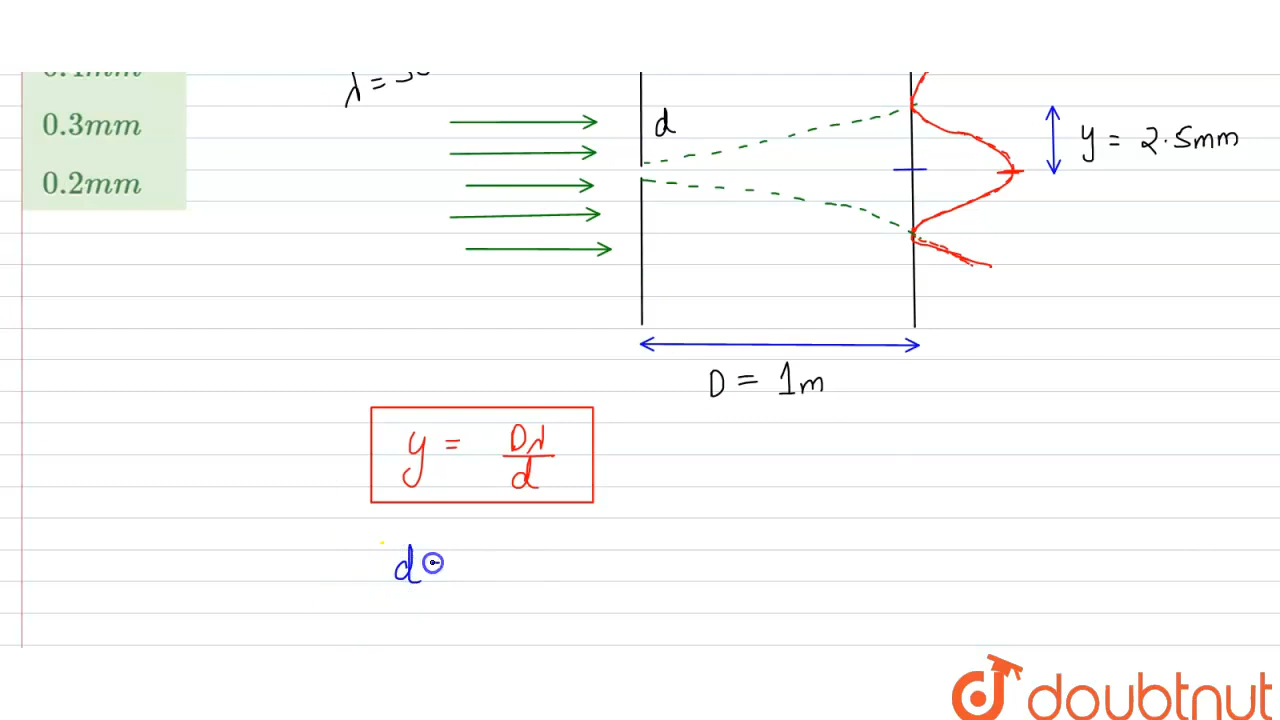 0.3mm
0.2mm
d
y = 2.5mm
D = 1m
y = Dλ/d
d
doubtnut